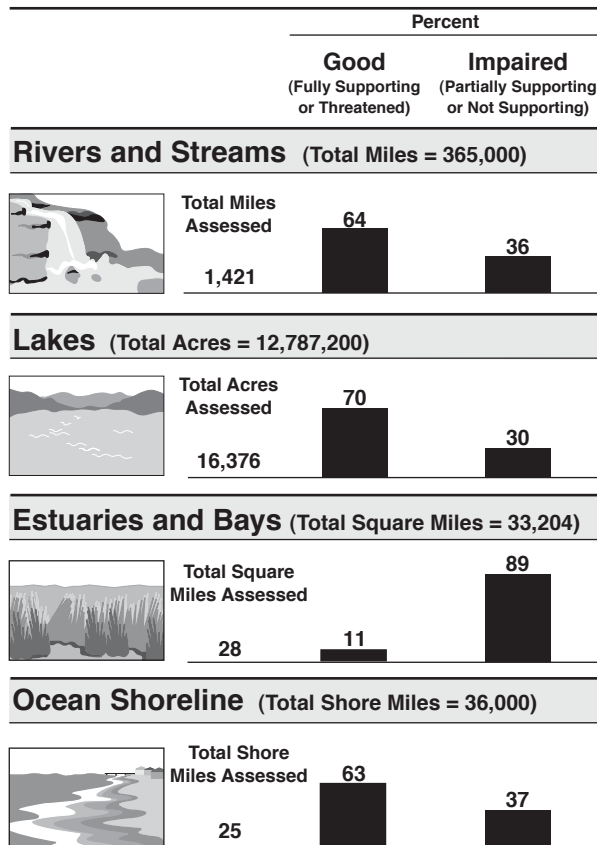 Percent
Good
(Fully Supporting
or Threatened)
Impaired
(Partially Supporting
or Not Supporting)
Rivers and Streams (Total Miles = 365,000)
Total Miles
Assessed
1,421
64
36
Lakes (Total Acres = 12,787,200)
Total Acres
Assessed
16,376
70
30
Estuaries and Bays (Total Square Miles = 33,204)
Total Square
Miles Assessed
28
11
89
Ocean Shoreline (Total Shore Miles = 36,000)
Total Shore
Miles Assessed
25
63
37